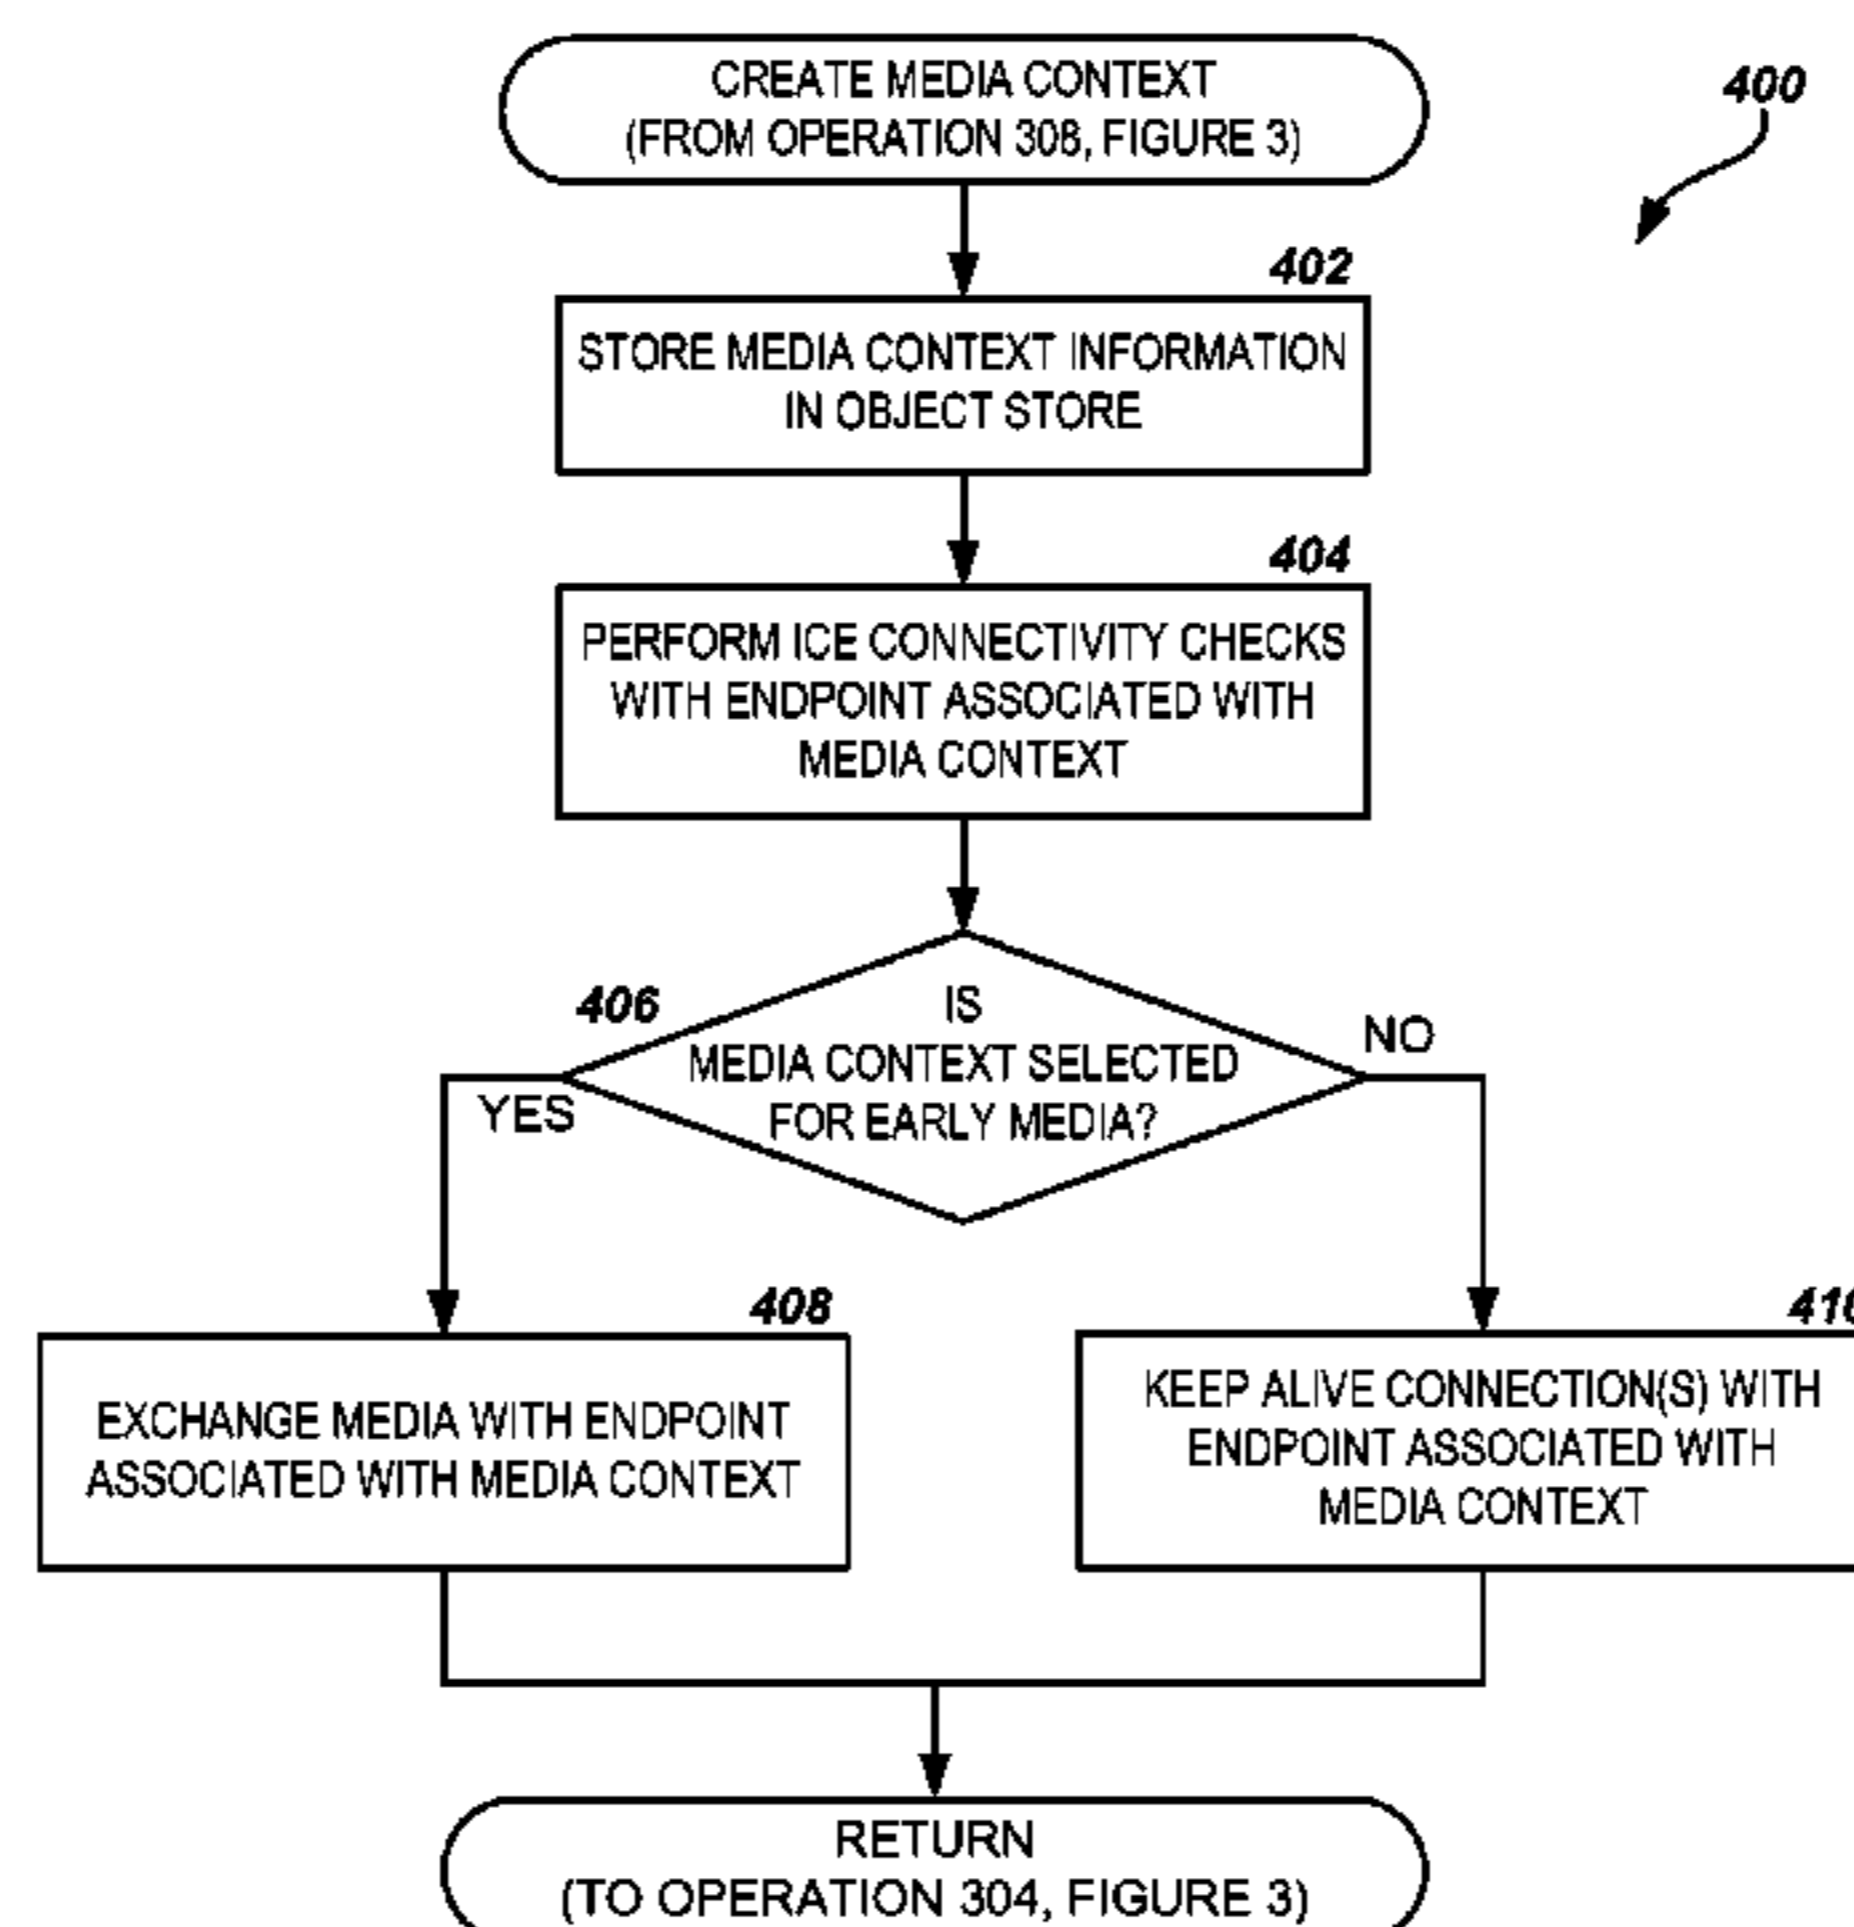 CREATE MEDIA CONTEXT
(FROM OPERATION 308, FIGURE 3)
400
402
STORE MEDIA CONTEXT INFORMATION
IN OBJECT STORE
404
PERFORM ICE CONNECTIVITY CHECKS
WITH ENDPOINT ASSOCIATED WITH
MEDIA CONTEXT
406
IS
MEDIA CONTEXT SELECTED
FOR EARLY MEDIA?
YES
NO
408
EXCHANGE MEDIA WITH ENDPOINT
ASSOCIATED WITH MEDIA CONTEXT
410
KEEP ALIVE CONNECTION(S) WITH
ENDPOINT ASSOCIATED WITH
MEDIA CONTEXT
RETURN
(TO OPERATION 304, FIGURE 3)